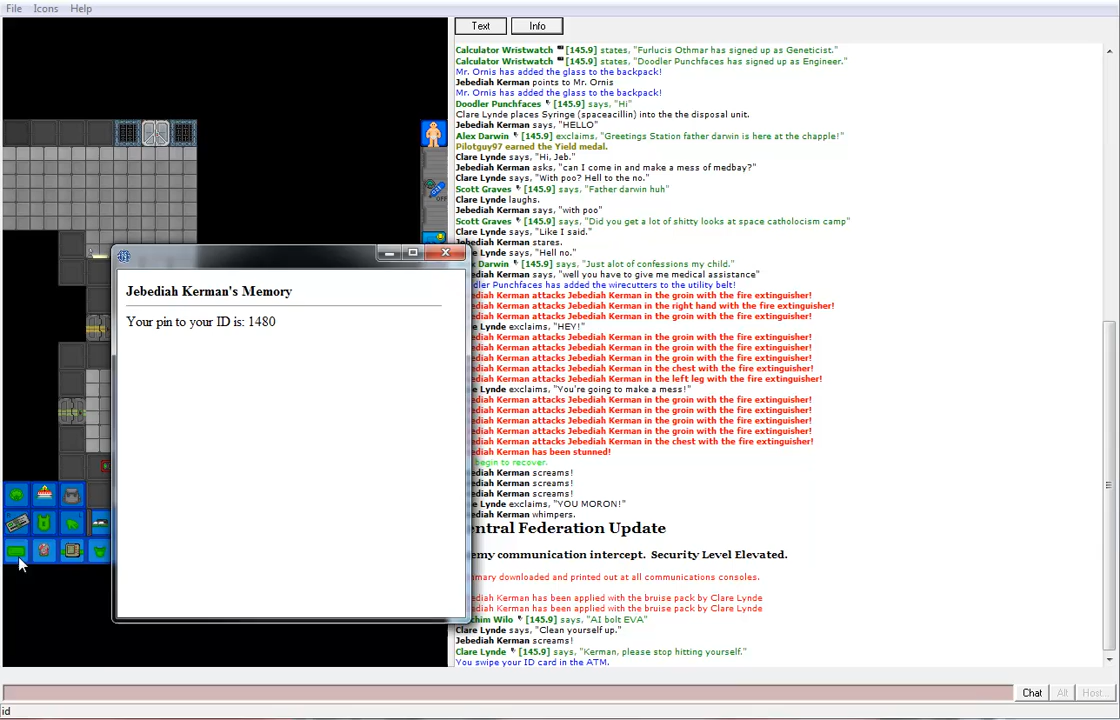 File Icons Help
Text Info
Calculator Wristwatch [145.9] states, "Furlucis Othmar has signed up as Geneticist."
Calculator Wristwatch [145.9] states, "Doodler Punchfaces has signed up as Engineer."
Mr. Ornis has added the glass to the backpack!
Jebediah Kerman points to Mr. Ornis
Mr. Ornis has added the glass to the backpack!
Doodler Punchfaces [145.9] says, "Hi"
Clare Lynde places Syringe (spaceacillin) into the the disposal unit.
Jebediah Kerman says, "HELLO"
Alex Darwin [145.9] exclaims, "Greetings Station father darwin is here at the chapple!"
Pilotguy97 earned the Yield medal.
Clare Lynde says, "Hi, Jeb."
Jebediah Kerman asks, "can I come in and make a mess of medbay?"
Clare Lynde says, "With poo? Hell to the no."
Scott Graves [145.9] says, "Father darwin huh"
Clare Lynde laughs.
Jebediah Kerman says, "with poo"
Scott Graves [145.9] says, "Did you get a lot of shitty looks at space catholocism camp"
Clare Lynde says, "Like I said."
Jebediah Kerman stares.
re Lynde says, "Hell no."
x Darwin [145.9] says, "Just alot of confessions my child."
ediah Kerman says, "well you have to give me medical assistance"
dler Punchfaces has added the wirecutters to the utility belt!
ediah Kerman attacks Jebediah Kerman in the groin with the fire extinguisher!
ediah Kerman attacks Jebediah Kerman in the right hand with the fire extinguisher!
ediah Kerman attacks Jebediah Kerman in the groin with the fire extinguisher!
re Lynde exclaims, "HEY!"
ediah Kerman attacks Jebediah Kerman in the groin with the fire extinguisher!
ediah Kerman attacks Jebediah Kerman in the groin with the fire extinguisher!
ediah Kerman attacks Jebediah Kerman in the groin with the fire extinguisher!
ediah Kerman attacks Jebediah Kerman in the chest with the fire extinguisher!
ediah Kerman attacks Jebediah Kerman in the left leg with the fire extinguisher!
re Lynde exclaims, "You're going to make a mess!"
ediah Kerman attacks Jebediah Kerman in the groin with the fire extinguisher!
ediah Kerman attacks Jebediah Kerman in the groin with the fire extinguisher!
ediah Kerman attacks Jebediah Kerman in the groin with the fire extinguisher!
ediah Kerman attacks Jebediah Kerman in the groin with the fire extinguisher!
ediah Kerman attacks Jebediah Kerman in the chest with the fire extinguisher!
ediah Kerman has been stunned!
begin to recover.
ediah Kerman screams!
ediah Kerman screams!
ediah Kerman screams!
re Lynde exclaims, "YOU MORON!"
ediah Kerman whimpers.
entral Federation Update
emy communication intercept. Security Level Elevated.
mmary downloaded and printed out at all communications consoles.
ediah Kerman has been applied with the bruise pack by Clare Lynde
ediah Kerman has been applied with the bruise pack by Clare Lynde
chim Wilo [145.9] says, "AI bolt EVA"
Clare Lynde says, "Clean yourself up."
Jebediah Kerman screams!
Clare Lynde [145.9] says, "Kerman, please stop hitting yourself."
You swipe your ID card in the ATM.
Jebediah Kerman's Memory
Your pin to your ID is: 1480
OFF
Chat All Host...
id